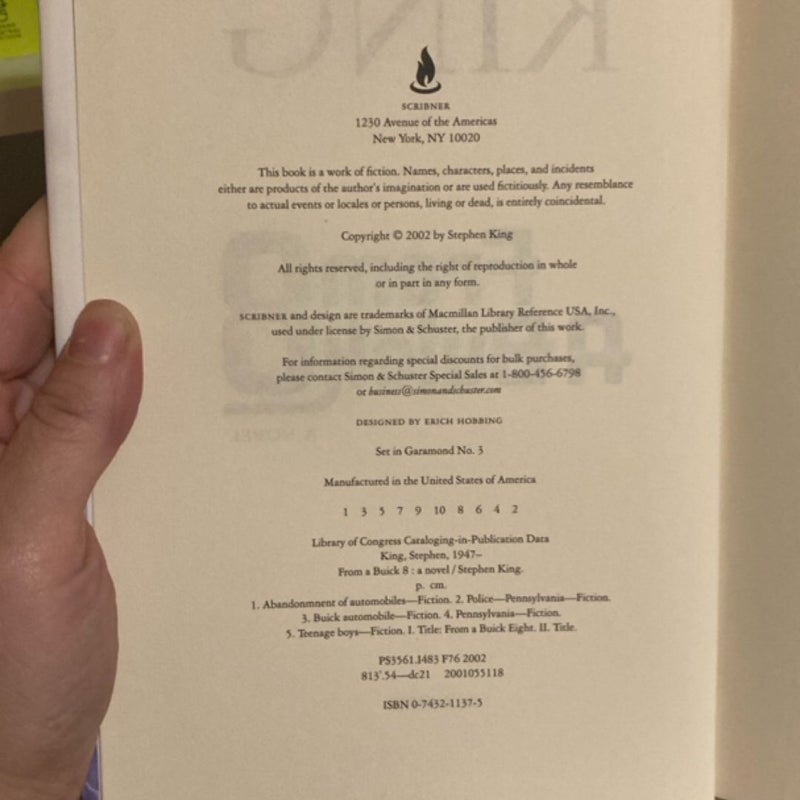 KING
SCRIBNER
1230 Avenue of the Americas
New York, NY 10020
This book is a work of fiction. Names, characters, places, and incidents
either are products of the author's imagination or are used fictitiously. Any resemblance
to actual events or locales or persons, living or dead, is entirely coincidental.
Copyright © 2002 by Stephen King
All rights reserved, including the right of reproduction in whole
or in part in any form.
SCRIBNER and design are trademarks of Macmillan Library Reference USA, Inc.,
used under license by Simon & Schuster, the publisher of this work.
For information regarding special discounts for bulk purchases,
please contact Simon & Schuster Special Sales at 1-800-456-6798
or business@simonandschuster.com
DESIGNED BY ERICH HOBBING
Set in Garamond No. 3
Manufactured in the United States of America
1 3 5 7 9 10 8 6 4 2
Library of Congress Cataloging-in-Publication Data
King, Stephen, 1947–
From a Buick 8 : a novel / Stephen King.
p. cm.
1. Abandonmnent of automobiles—Fiction. 2. Police—Pennsylvania—Fiction.
3. Buick automobile—Fiction. 4. Pennsylvania—Fiction.
5. Teenage boys—Fiction. I. Title: From a Buick Eight. II. Title.
PS3561.I483 F76 2002
813'.54—dc21 2001055118
ISBN 0-7432-1137-5